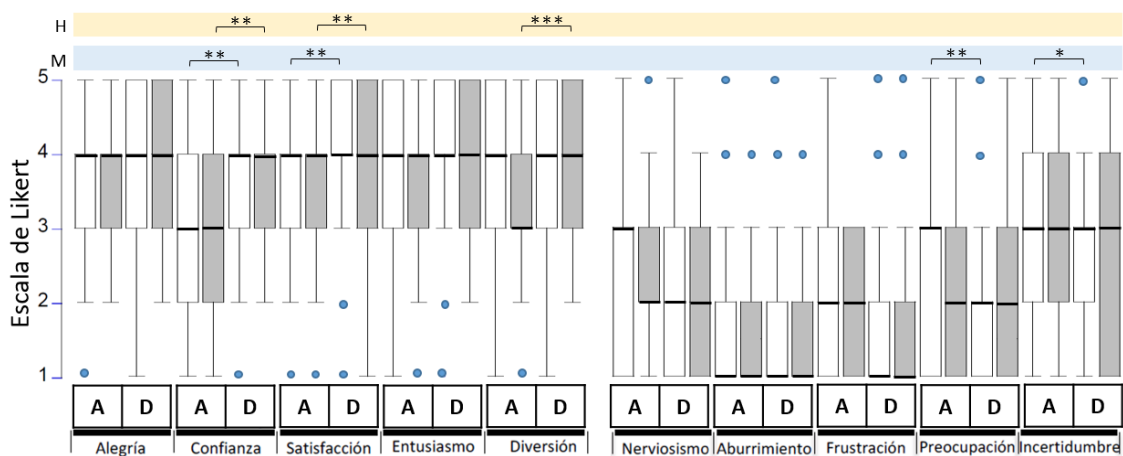 H ** ** ***
M ** ** ** *
Escala de Likert
5
4
3
2
1
A D A D A D A D A D A D A D A D A D A D
Alegría Confianza Satisfacción Entusiasmo Diversión Nerviosismo Aburrimiento Frustración Preocupación Incertidumbre